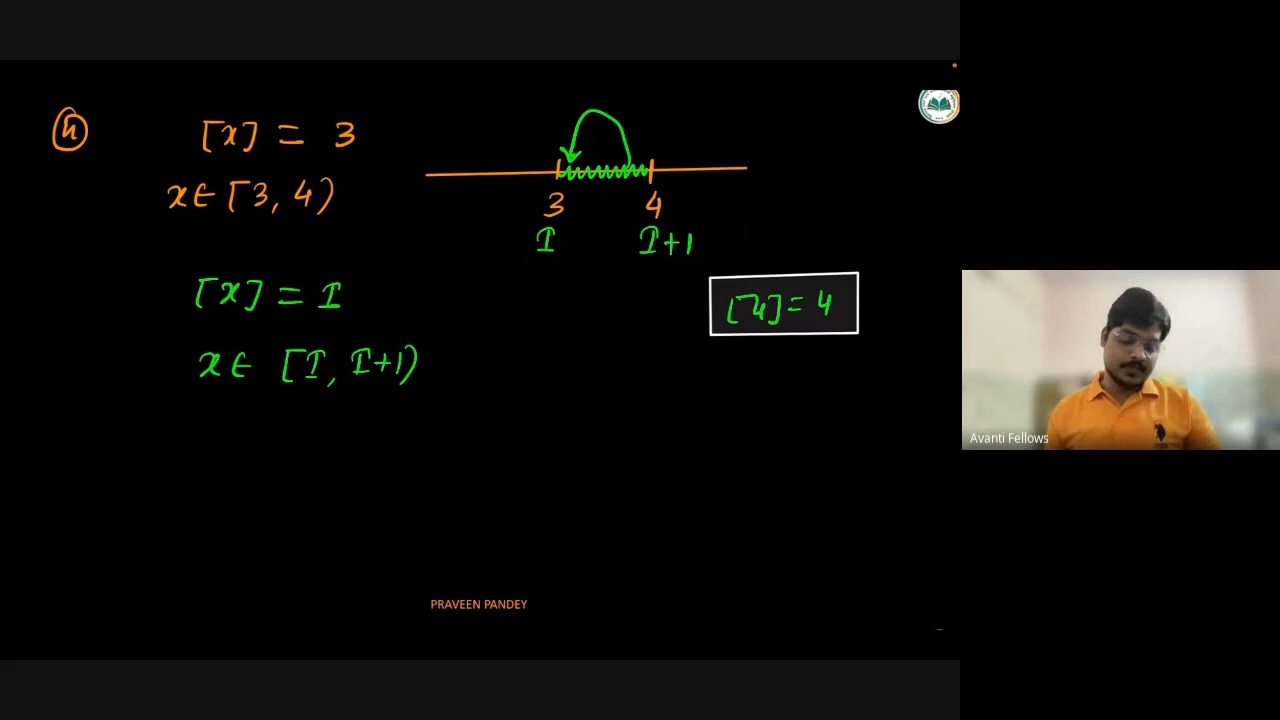 ④ [x] = 3
x ∈ [3, 4)
3 4
I I+1
[x] = I
[4] = 4
x ∈ [I, I+1)
Avanti Fellows
PRAVEEN PANDEY